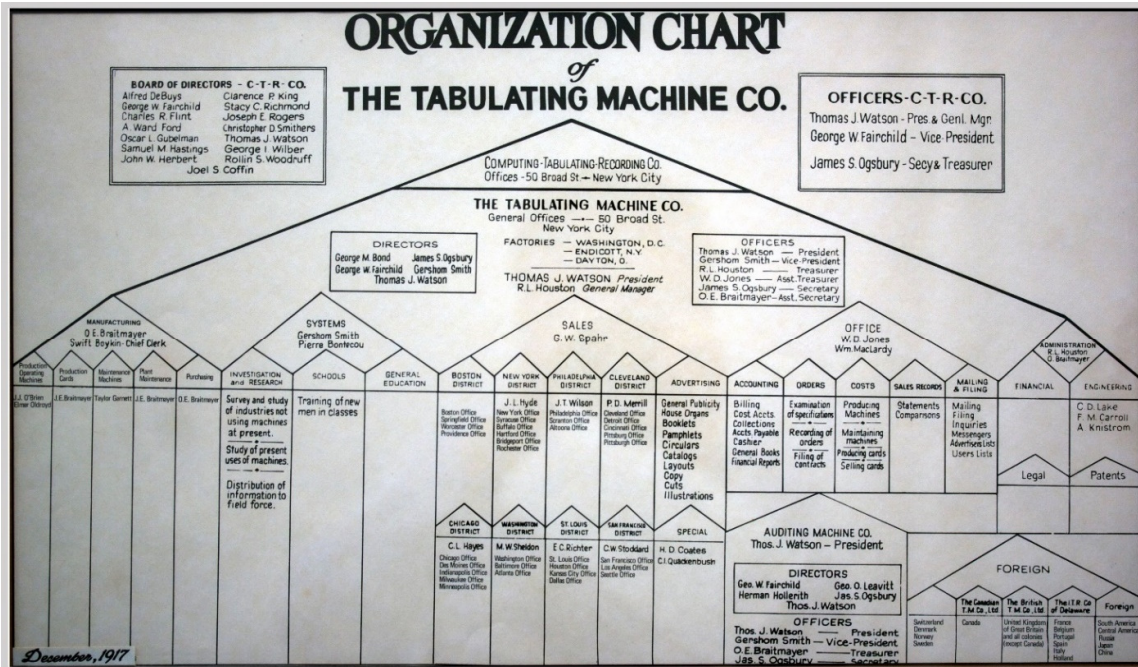 ORGANIZATION CHART
of
THE TABULATING MACHINE CO.
BOARD OF DIRECTORS - C-T-R-CO.
Alfred DeBuys
George W. Fairchild
Charles R. Flint
A. Ward Ford
Oscar L. Gubelman
Samuel M. Hastings
John W. Herbert
Clarence P. King
Stacy C. Richmond
Joseph E. Rogers
Christopher D. Smithers
Thomas J. Watson
George I. Wilber
Rollin S. Woodruff
Joel S. Coffin
OFFICERS-C-T-R-CO.
Thomas J. Watson - Pres & Genl. Mgr.
George W. Fairchild - Vice-President
James S. Ogsbury - Secy & Treasurer
COMPUTING-TABULATING-RECORDING CO.
Offices - 50 Broad St. - New York City
THE TABULATING MACHINE CO.
General Offices — 50 Broad St.
New York City
FACTORIES — WASHINGTON, D.C.
— ENDICOTT, N.Y.
— DAYTON, O.
THOMAS J. WATSON President
R.L. Houston General Manager
DIRECTORS
George M. Bond James S. Ogsbury
George W. Fairchild Gershom Smith
Thomas J. Watson
OFFICERS
Thomas J. Watson — President
Gershom Smith — Vice-President
R.L. Houston — Treasurer
W.D. Jones — Asst. Treasurer
James S. Ogsbury — Secretary
O.E. Braitmayer — Asst. Secretary
MANUFACTURING
O.E. Braitmayer
Swift Boykin - Chief Clerk
SYSTEMS
Gershom Smith
Pierre Bontecou
SALES
G.W. Spahr
OFFICE
W.D. Jones
Wm. MacLardy
ADMINISTRATION
R.L. Houston
O. Braitmayer
Production
Operating
Machines
J.J. O'Brien
Production
Cards
J.E. Braitmayer
Maintenance
Machines
Taylor Garnett
Plant
Maintenance
J.E. Braitmayer
Purchasing
O.E. Braitmayer
INVESTIGATION
and RESEARCH
Survey and study
of industries not
using machines
at present.
Study of present
uses of machines.
Distribution of
information to
field force.
SCHOOLS
Training of new
men in classes
GENERAL
EDUCATION
BOSTON
DISTRICT
Boston Office
Springfield Office
Worcester Office
Providence Office
NEW YORK
DISTRICT
J.L. Hyde
New York Office
Syracuse Office
Buffalo Office
Hartford Office
Bridgeport Office
Rochester Office
PHILADELPHIA
DISTRICT
J.T. Wilson
Philadelphia Office
Scranton Office
Altoona Office
CLEVELAND
DISTRICT
P.D. Merrill
Cleveland Office
Detroit Office
Cincinnati Office
Pittsburg Office
Pittsburgh Office
ADVERTISING
General Publicity
House Organs
Booklets
Pamphlets
Circulars
Catalogs
Layouts
Copy
Cuts
Illustrations
ACCOUNTING
Billing
Cost Accts.
Collections
Accts. Payable
Cashier
General Books
Financial Reports
ORDERS
Examination
of specifications
Recording of
orders
Filing of
contracts
COSTS
Producing
Machines
Maintaining
machines
Producing cards
Selling cards
SALES RECORDS
Statements
Comparisons
MAILING
& FILING
Mailing
Filing
Inquiries
Messengers
Advertisers Lists
Users Lists
FINANCIAL
ENGINEERING
C.D. Lake
F.M. Carroll
A. Knistrom
Legal
Patents
CHICAGO
DISTRICT
C.L. Hayes
Chicago Office
Des Moines Office
Indianapolis Office
Milwaukee Office
Minneapolis Office
WASHINGTON
DISTRICT
M.W. Sheldon
Washington Office
Baltimore Office
Atlanta Office
ST. LOUIS
DISTRICT
E.C. Richter
St. Louis Office
Houston Office
Kansas City Office
Dallas Office
SAN FRANCISCO
DISTRICT
C.W. Stoddard
San Francisco Office
Los Angeles Office
Seattle Office
SPECIAL
H.D. Coates
C.I. Quackenbush
AUDITING MACHINE CO.
Thos. J. Watson - President
DIRECTORS
Geo. W. Fairchild Geo. O. Leavitt
Herman Hollerith Jas. S. Ogsbury
Thos. J. Watson
OFFICERS
Thos. J. Watson — President
Gershom Smith — Vice-President
O.E. Braitmayer — Treasurer
Jas. S. Ogsbury — Secretary
FOREIGN
Switzerland
Denmark
Norway
Sweden
The Canadian
T.M. Co., Ltd.
Canada
The British
T.M. Co., Ltd.
United Kingdom
of Great Britain
and all colonies
(except Canada)
The I.T.R. Co
of Delaware
France
Belgium
Portugal
Spain
Italy
Holland
Foreign
South America
Central America
Russia
Japan
China
December, 1917